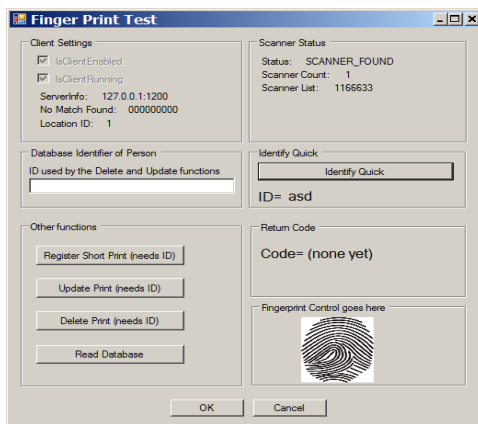 Finger Print Test
Client Settings
IsClientEnabled
IsClientRunning
ServerInfo: 127.0.0.1:1200
No Match Found: 000000000
Location ID: 1
Scanner Status
Status: SCANNER_FOUND
Scanner Count: 1
Scanner List: 1166633
Database Identifier of Person
ID used by the Delete and Update functions
Identify Quick
Identify Quick
ID= asd
Other functions
Register Short Print (needs ID)
Update Print (needs ID)
Delete Print (needs ID)
Read Database
Return Code
Code= (none yet)
Fingerprint Control goes here
OK
Cancel